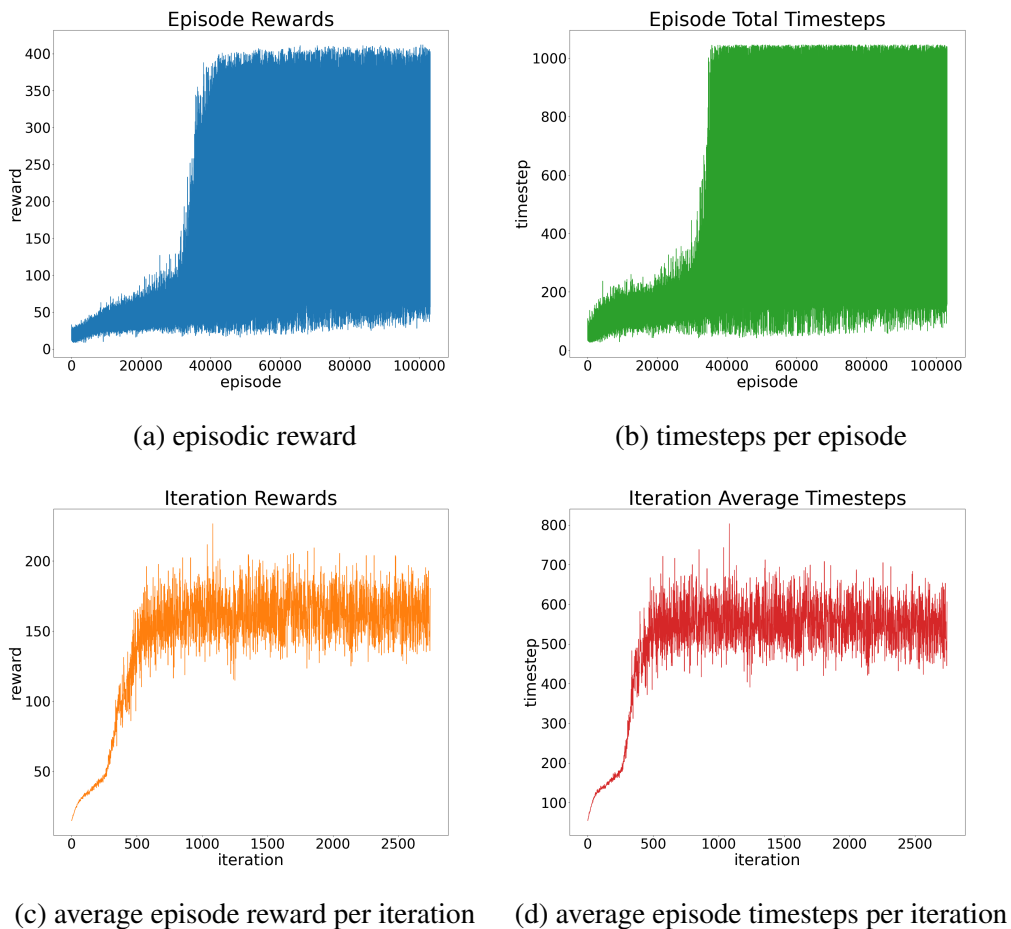 Episode Rewards
400
350
300
250
200
150
100
50
0
reward
0 20000 40000 60000 80000 100000
episode
(a) episodic reward
Episode Total Timesteps
1000
800
600
400
200
0
timestep
0 20000 40000 60000 80000 100000
episode
(b) timesteps per episode
Iteration Rewards
200
150
100
50
reward
0 500 1000 1500 2000 2500
iteration
(c) average episode reward per iteration
Iteration Average Timesteps
800
700
600
500
400
300
200
100
timestep
0 500 1000 1500 2000 2500
iteration
(d) average episode timesteps per iteration